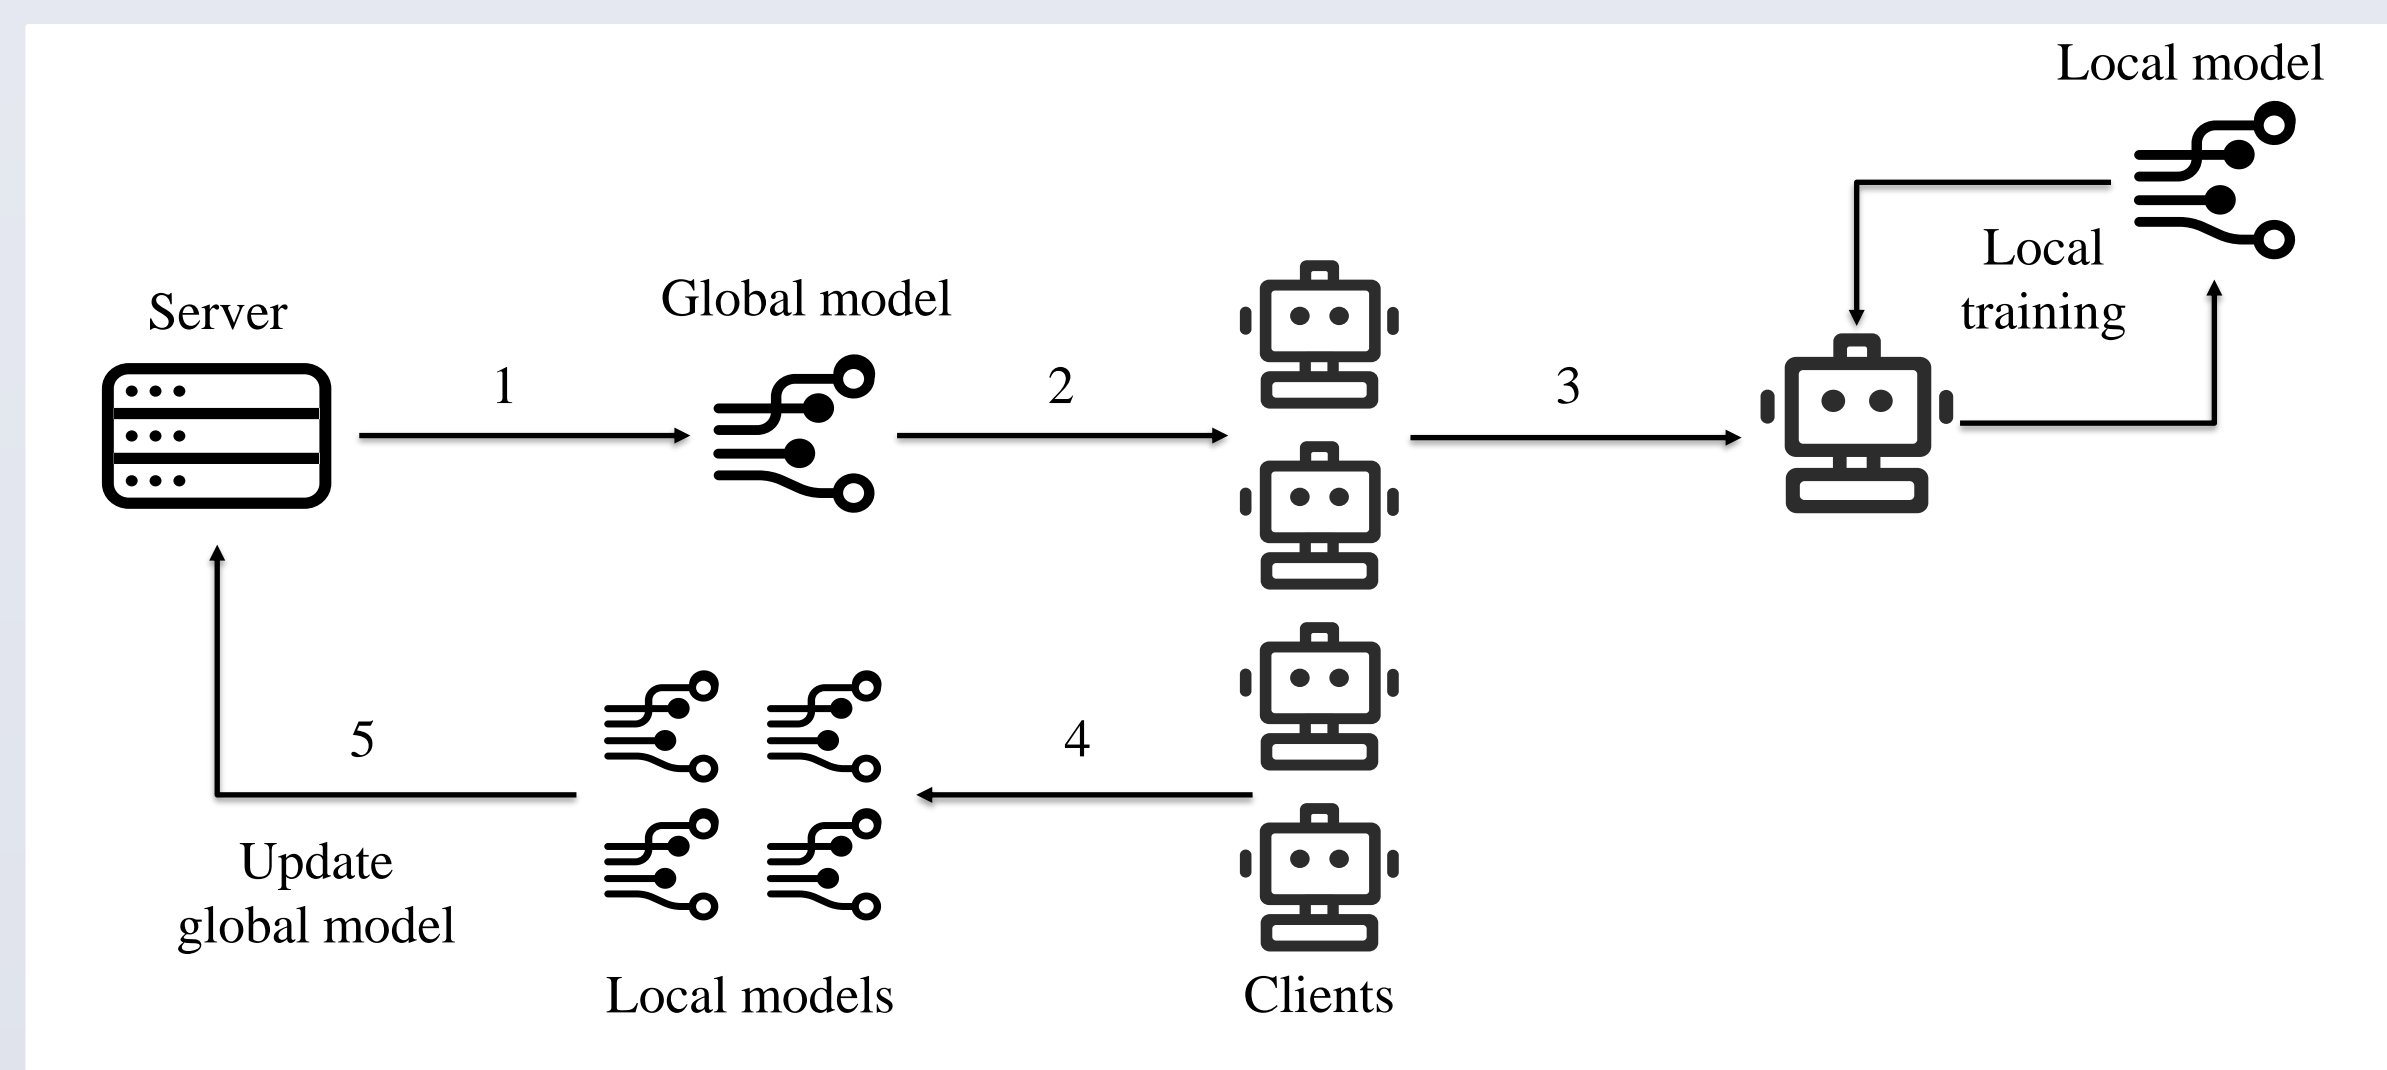 Local model
Local
training
Server
Global model
1
2
3
4
5
Update
global model
Local models
Clients